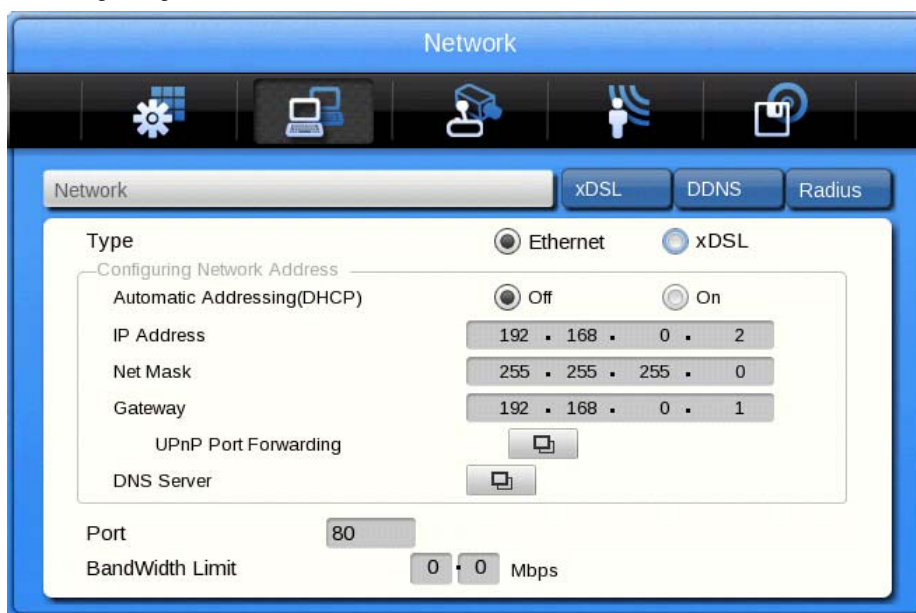 Network
Network xDSL DDNS Radius
Type Ethernet xDSL
Configuring Network Address
Automatic Addressing(DHCP) Off On
IP Address 192 . 168 . 0 . 2
Net Mask 255 . 255 . 255 . 0
Gateway 192 . 168 . 0 . 1
UPnP Port Forwarding
DNS Server
Port 80
BandWidth Limit 0 . 0 Mbps